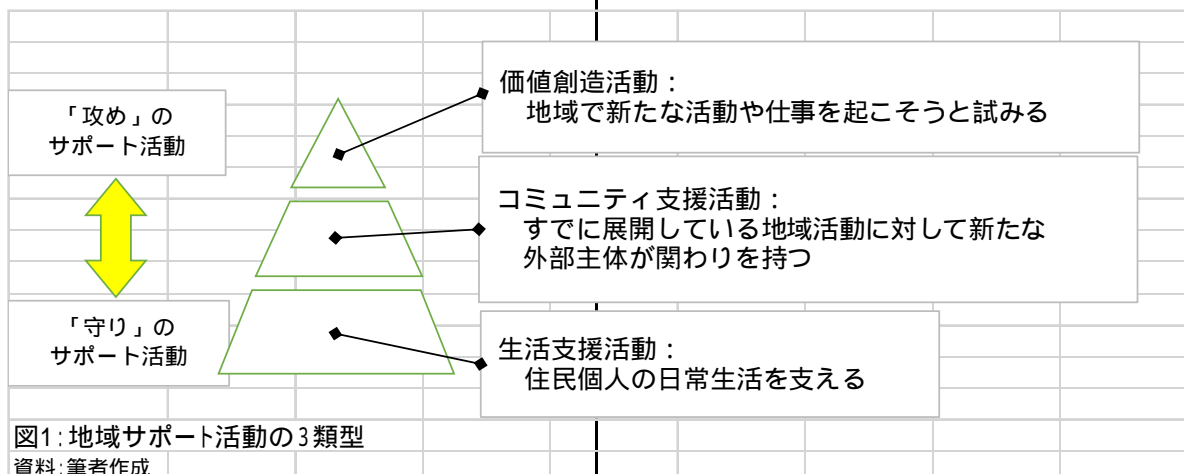 「攻め」の
サポート活動
価値創造活動：
地域で新たな活動や仕事を起こそうと試みる
コミュニティ支援活動：
すでに展開している地域活動に対して新たな
外部主体が関わりを持つ
「守り」の
サポート活動
生活支援活動：
住民個人の日常生活を支える
図1：地域サポート活動の3類型
資料：筆者作成